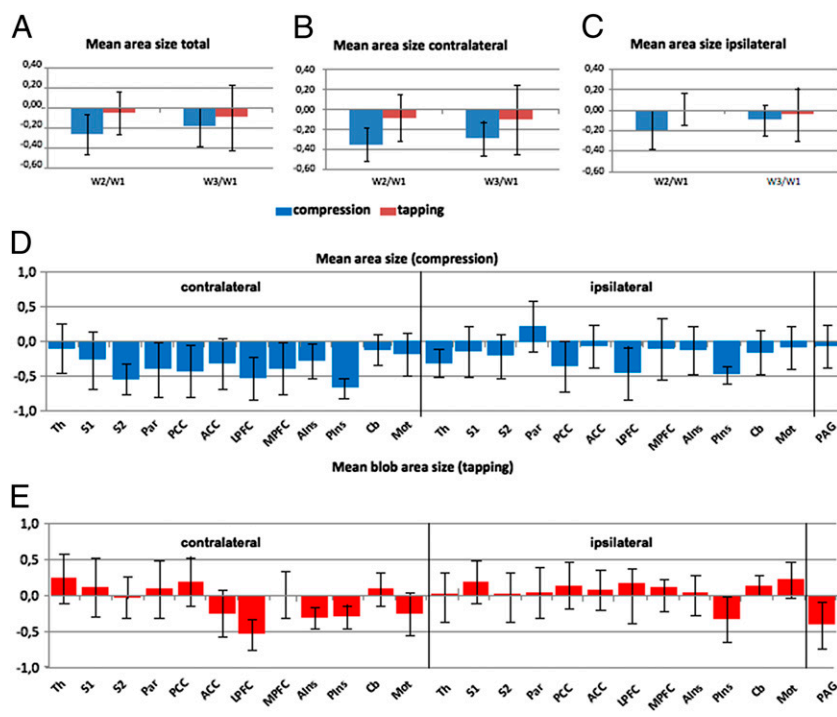 A
B
C
Mean area size total
Mean area size contralateral
Mean area size ipsilateral
0,40
0,20
0,00
-0,20
-0,40
-0,60
W2/W1
W3/W1
0,40
0,20
0,00
-0,20
-0,40
-0,60
W2/W1
W3/W1
0,40
0,20
0,00
-0,20
-0,40
-0,60
W2/W1
W3/W1
compression
tapping
D
Mean area size (compression)
contralateral
ipsilateral
1,0
0,5
0,0
-0,5
-1,0
Th S1 S2 Par PCC ACC LPFC MPFC AIns PIns Cb Mot Th S1 S2 Par PCC ACC LPFC MPFC AIns PIns Cb Mot PAG
Mean blob area size (tapping)
E
contralateral
ipsilateral
1,0
0,5
0,0
-0,5
-1,0
Th S1 S2 Par PCC ACC LPFC MPFC AIns PIns Cb Mot Th S1 S2 Par PCC ACC LPFC MPFC AIns PIns Cb Mot PAG